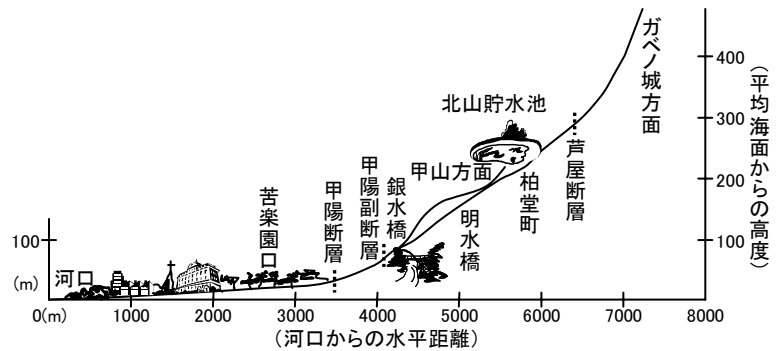 ガベノ城方面
400
300
200
100
(平均海面からの高度)
北山貯水池
芦屋断層
甲山方面
柏堂町
明水橋
銀水橋
甲陽副断層
甲陽断層
苦楽園口
河口
100
(m)
0(m)
1000
2000
3000
4000
5000
6000
7000
8000
(河口からの水平距離)